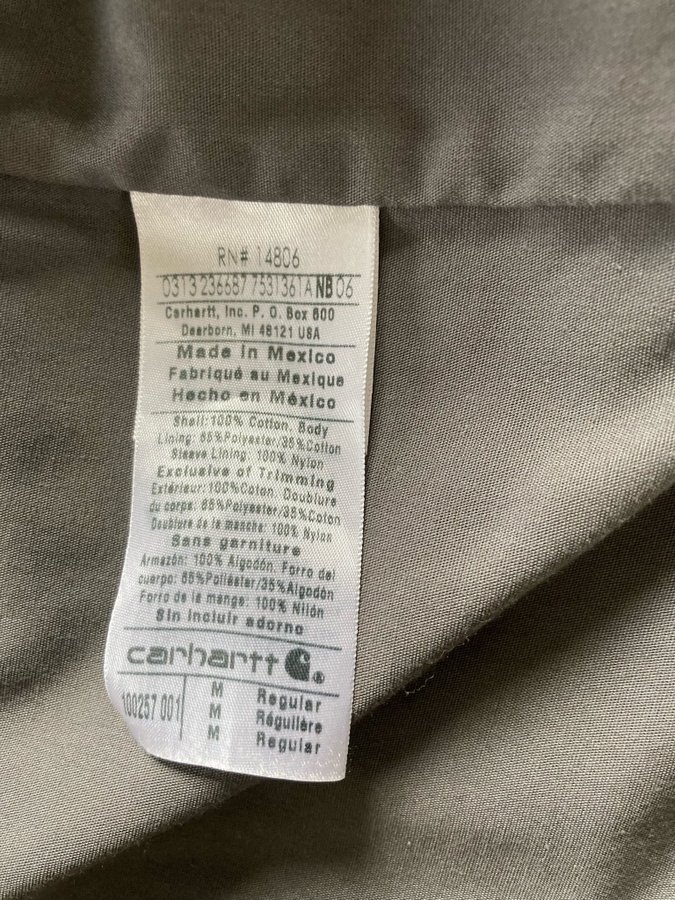 RN# 14806
0313 236687 7531361A NB 06
Carhartt, Inc. P. O. Box 600
Dearborn, MI 48121 USA
Made in Mexico
Fabriqué au Mexique
Hecho en México
Shell: 100% Cotton. Body
Lining: 65%Polyester/35%Cotton
Sleeve Lining: 100% Nylon
Exclusive of Trimming
Extérieur: 100%Coton. Doublure
du corps: 65%Polyester/35%Coton
Doublure de la manche: 100% Nylon
Sans garniture
Armazón: 100% Algodón. Forro del
cuerpo: 65%Poliéster/35%Algodón
Forro de la manga: 100% Nilón
Sin incluir adorno
carhartt ®
100257 001 M Regular
M Régulière
M Regular